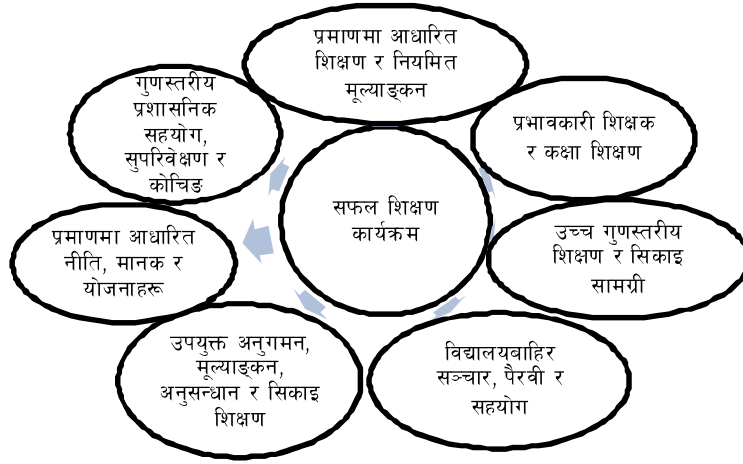 प्रमाणमा आधारित
शिक्षण र नियमित
मूल्याङ्कन
प्रभावकारी शिक्षक
र कक्षा शिक्षण
उच्च गुणस्तरीय
शिक्षण र सिकाइ
सामग्री
विद्यालयबाहिर
सञ्चार, पैरवी र
सहयोग
उपयुक्त अनुगमन,
मूल्याङ्कन,
अनुसन्धान र सिकाइ
शिक्षण
प्रमाणमा आधारित
नीति, मानक र
योजनाहरू
गुणस्तरीय
प्रशासनिक
सहयोग,
सुपरिवेक्षण र
कोचिङ
सफल शिक्षण
कार्यक्रम